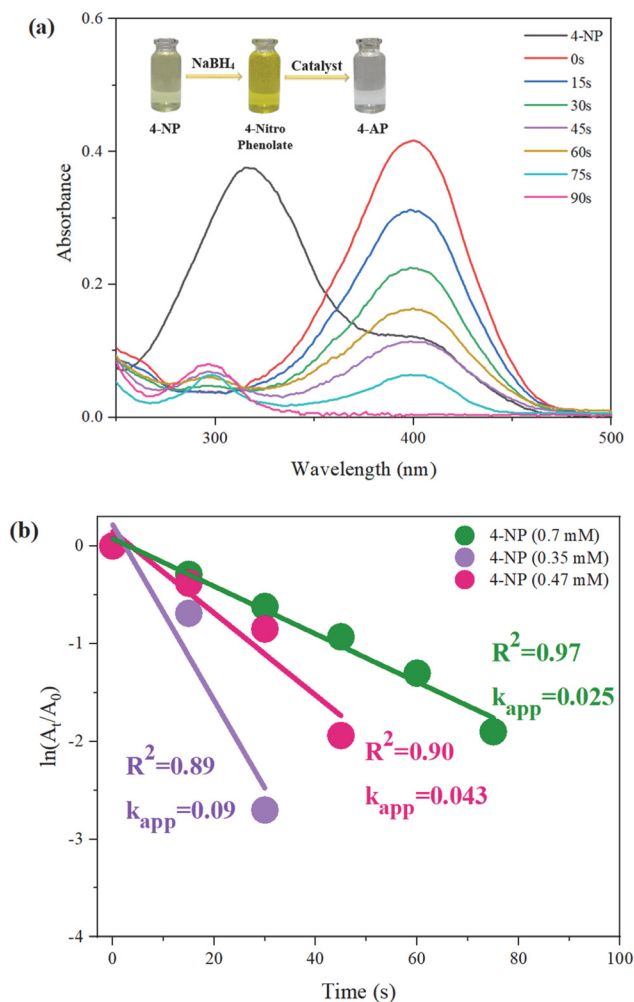 (a)
0.6
0.4
0.2
0.0
Absorbance
NaBH4
Catalyst
4-NP
4-Nitro
Phenolate
4-AP
4-NP
0s
15s
30s
45s
60s
75s
90s
300
400
500
Wavelength (nm)
(b)
0
-1
-2
-3
-4
ln(At/A0)
4-NP (0.7 mM)
4-NP (0.35 mM)
4-NP (0.47 mM)
R²=0.97
kapp=0.025
R²=0.90
kapp=0.043
R²=0.89
kapp=0.09
0
20
40
60
80
100
Time (s)